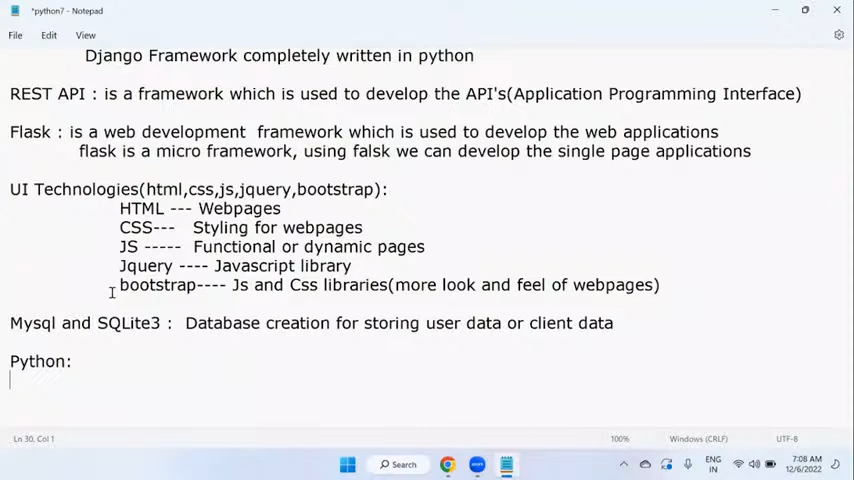 *python7 - Notepad
File Edit View
Django Framework completely written in python
REST API : is a framework which is used to develop the API's(Application Programming Interface)
Flask : is a web development framework which is used to develop the web applications
flask is a micro framework, using falsk we can develop the single page applications
UI Technologies(html,css,js,jquery,bootstrap):
HTML --- Webpages
CSS--- Styling for webpages
JS ----- Functional or dynamic pages
Jquery ---- Javascript library
bootstrap---- Js and Css libraries(more look and feel of webpages)
Mysql and SQLite3 : Database creation for storing user data or client data
Python:
Ln 30, Col 1 100% Windows (CRLF) UTF-8
Search zoom ENG IN 7:08 AM 12/6/2022